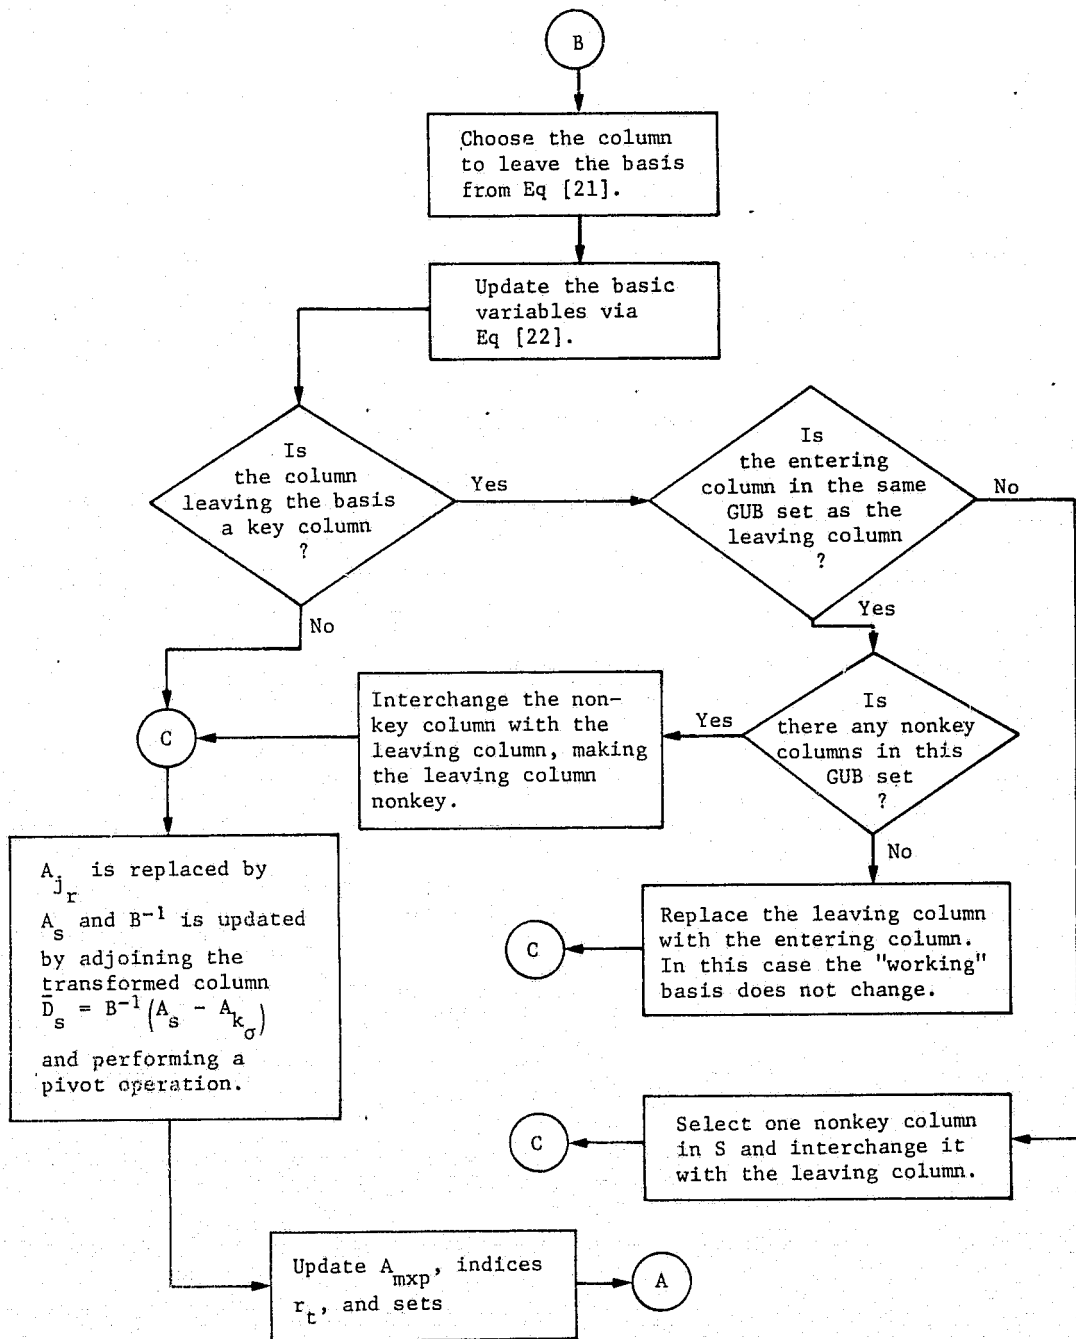 B
Choose the column
to leave the basis
from Eq [21].
Update the basic
variables via
Eq [22].
Is
the column
leaving the basis
a key column
?
Yes
No
Is
the entering
column in the same
GUB set as the
leaving column
?
No
Yes
Is
there any nonkey
columns in this
GUB set
?
Yes
No
Interchange the non-
key column with the
leaving column, making
the leaving column
nonkey.
C
A_{j_r} is replaced by
A_s and B^{-1} is updated
by adjoining the
transformed column
D̄_s = B^{-1}(A_s - A_{k_σ})
and performing a
pivot operation.
Replace the leaving column
with the entering column.
In this case the "working"
basis does not change.
C
Select one nonkey column
in S and interchange it
with the leaving column.
C
Update A_{mxp}, indices
r_t, and sets
A